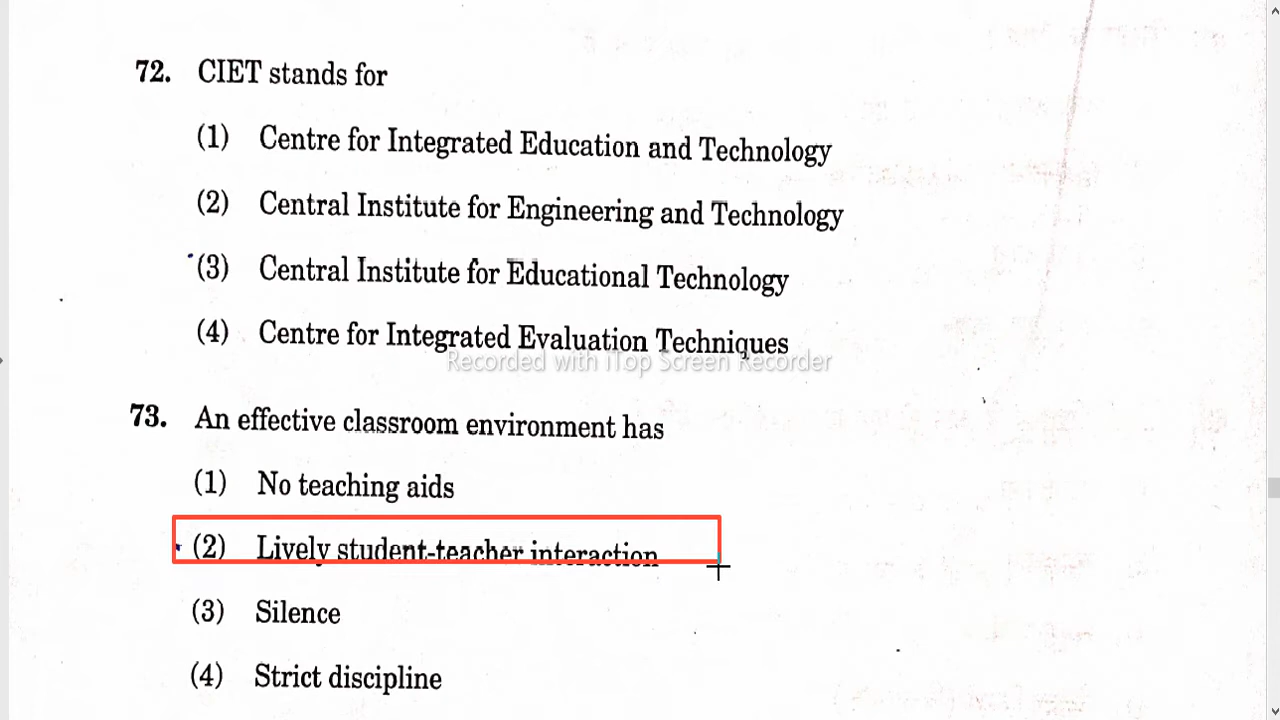 72. CIET stands for
(1) Centre for Integrated Education and Technology
(2) Central Institute for Engineering and Technology
(3) Central Institute for Educational Technology
(4) Centre for Integrated Evaluation Techniques
Recorded with iTop Screen Recorder
73. An effective classroom environment has
(1) No teaching aids
(2) Lively student-teacher interaction
(3) Silence
(4) Strict discipline